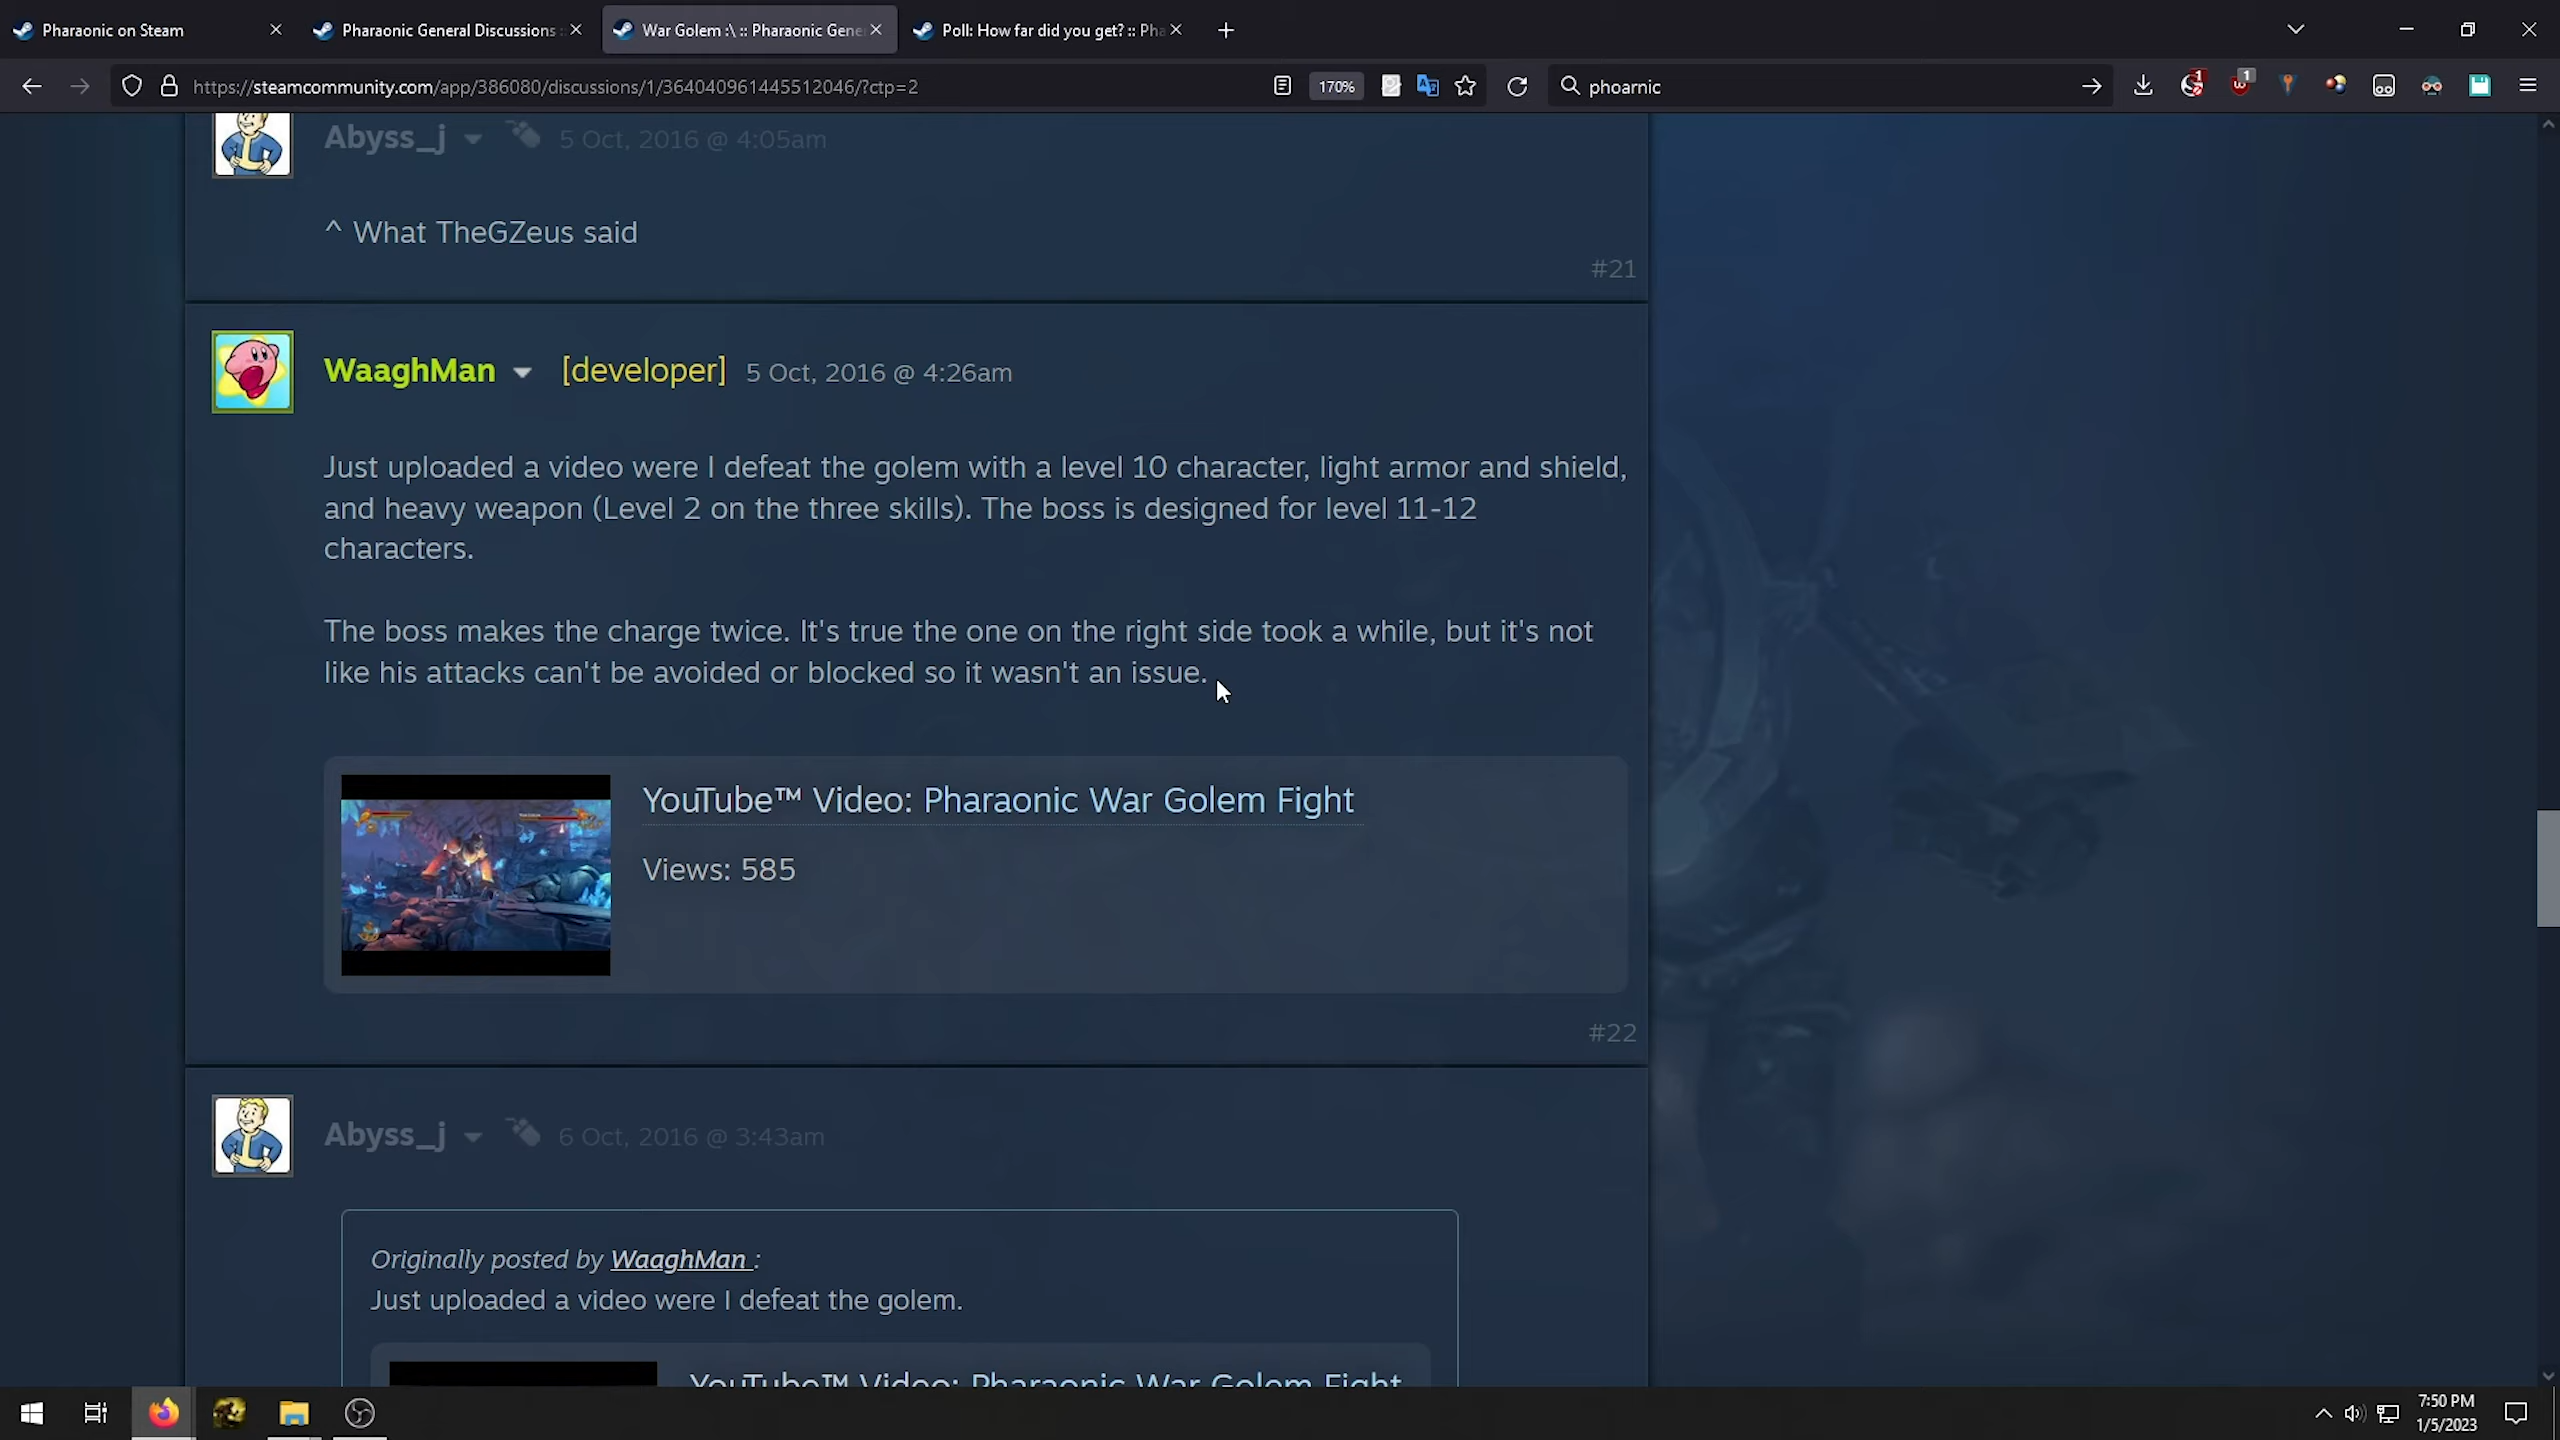 Pharaonic on Steam
Pharaonic General Discussions :
War Golem :\ :: Pharaonic Gene
Poll: How far did you get? :: Pha
https://steamcommunity.com/app/386080/discussions/1/364040961445512046/?ctp=2
170%
phoarnic
1
1
Abyss_j
5 Oct, 2016 @ 4:05am
^ What TheGZeus said
#21
WaaghMan [developer] 5 Oct, 2016 @ 4:26am
Just uploaded a video were I defeat the golem with a level 10 character, light armor and shield,
and heavy weapon (Level 2 on the three skills). The boss is designed for level 11-12
characters.
The boss makes the charge twice. It's true the one on the right side took a while, but it's not
like his attacks can't be avoided or blocked so it wasn't an issue.
YouTube™ Video: Pharaonic War Golem Fight
Views: 585
#22
Abyss_j
6 Oct, 2016 @ 3:43am
Originally posted by WaaghMan :
Just uploaded a video were I defeat the golem.
YouTube™ Video: Pharaonic War Golem Fight
7:50 PM
1/5/2023